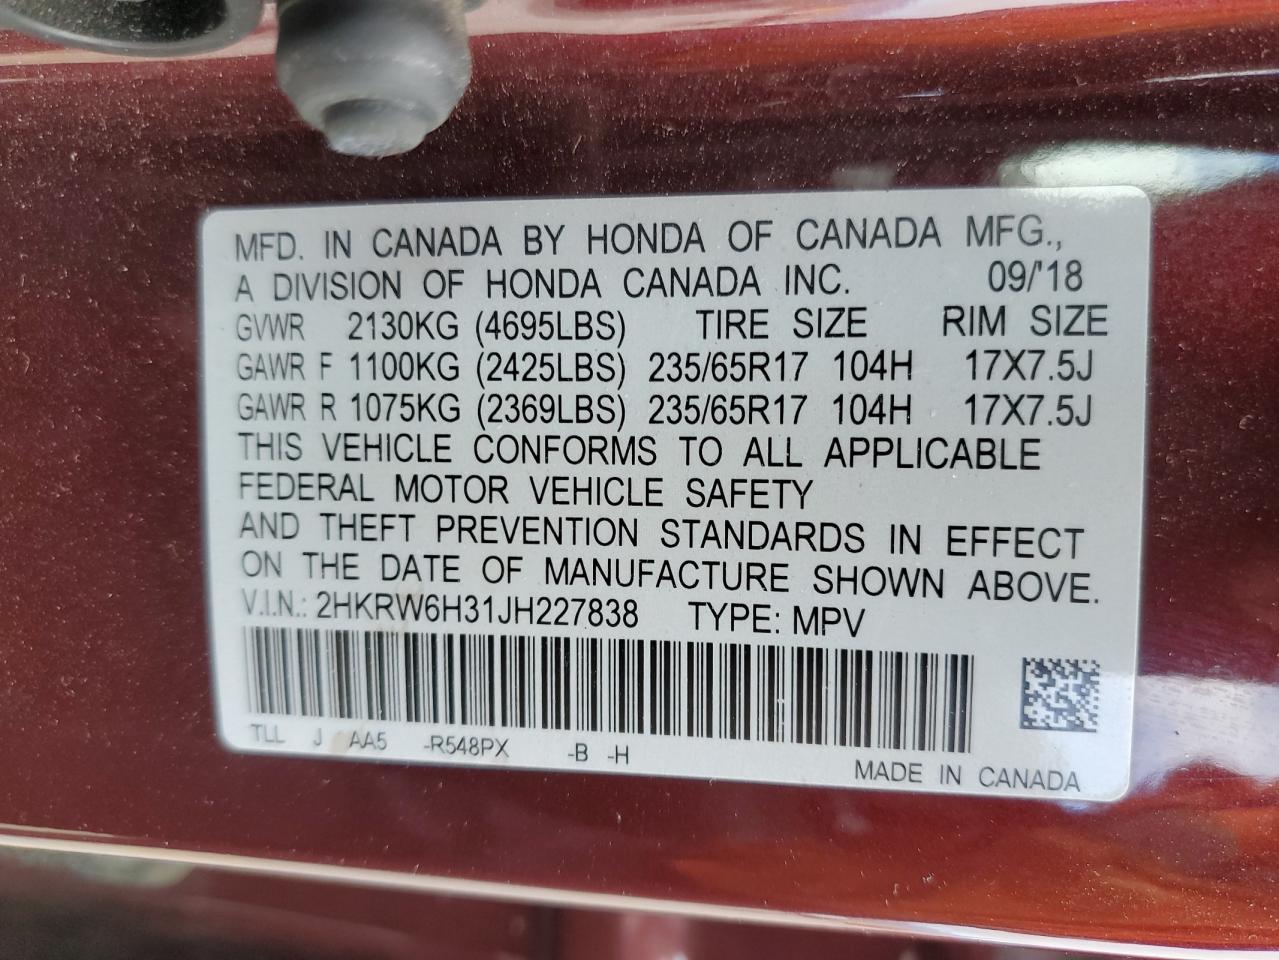 MFD. IN CANADA BY HONDA OF CANADA MFG.,
A DIVISION OF HONDA CANADA INC. 09/'18
GVWR 2130KG (4695LBS) TIRE SIZE RIM SIZE
GAWR F 1100KG (2425LBS) 235/65R17 104H 17X7.5J
GAWR R 1075KG (2369LBS) 235/65R17 104H 17X7.5J
THIS VEHICLE CONFORMS TO ALL APPLICABLE
FEDERAL MOTOR VEHICLE SAFETY
AND THEFT PREVENTION STANDARDS IN EFFECT
ON THE DATE OF MANUFACTURE SHOWN ABOVE.
V.I.N.: 2HKRW6H31JH227838 TYPE: MPV
TLL J AA5 -R548PX -B -H
MADE IN CANADA